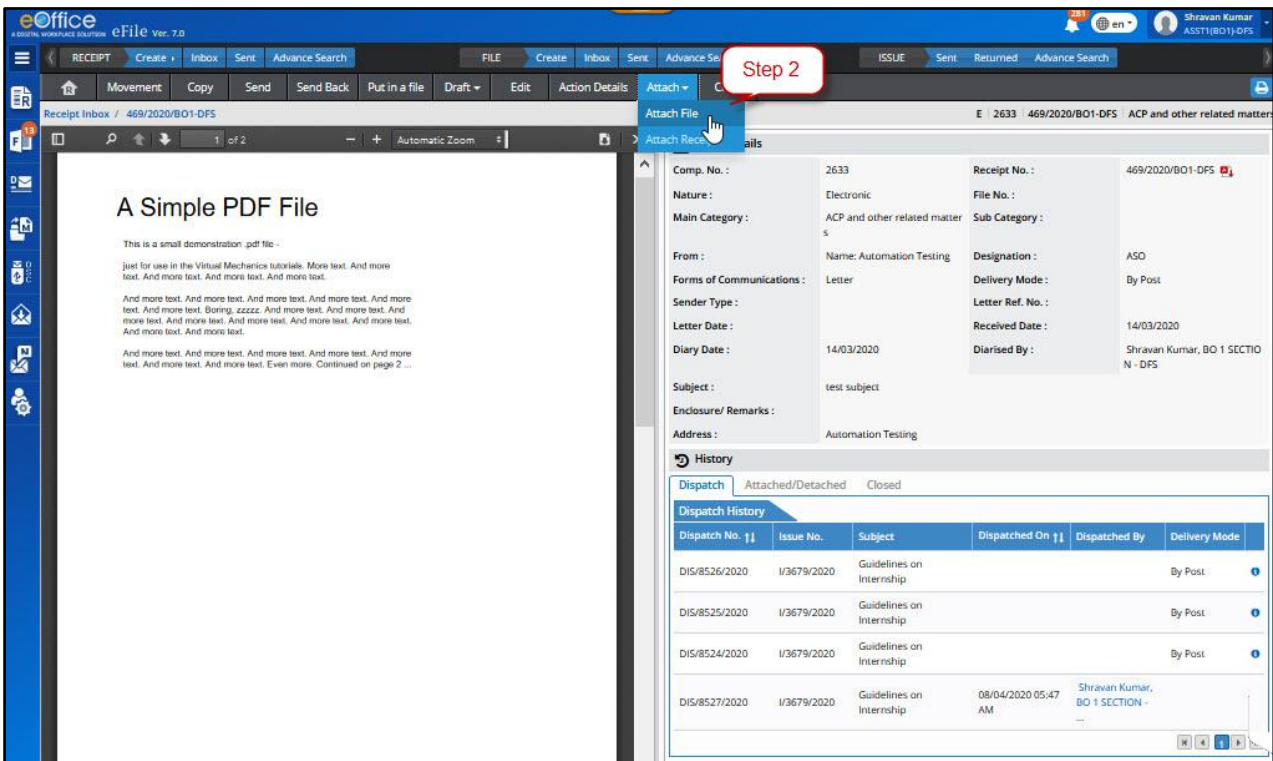 eOffice
A DIGITAL WORKPLACE SOLUTION eFile Ver. 7.0
281
en
Shravan Kumar
ASST1(BO1)-DFS
RECEIPT Create Inbox Sent Advance Search FILE Create Inbox Sent Advance ISSUE Sent Returned Advance Search
Step 2
Movement Copy Send Send Back Put in a file Draft Edit Action Details Attach
Receipt Inbox / 469/2020/BO1-DFS
E 2633 469/2020/BO1-DFS ACP and other related matters
Attach File
Attach
13
1 of 2
Automatic Zoom
A Simple PDF File
This is a small demonstration .pdf file -
just for use in the Virtual Mechanics tutorials. More text. And more
text. And more text. And more text. And more text.
And more text. And more text. And more text. And more text. And more
text. And more text. Boring, zzzzz. And more text. And more text. And
more text. And more text. And more text. And more text. And more text.
And more text. And more text.
And more text. And more text. And more text. And more text. And more
text. And more text. And more text. Even more. Continued on page 2 ...
Comp. No. : 2633 Receipt No. : 469/2020/BO1-DFS
Nature : Electronic File No. :
Main Category : ACP and other related matter Sub Category :
s
From : Name: Automation Testing Designation : ASO
Forms of Communications : Letter Delivery Mode : By Post
Sender Type : Letter Ref. No. :
Letter Date : Received Date : 14/03/2020
Diary Date : 14/03/2020 Diarised By : Shravan Kumar, BO 1 SECTIO
N - DFS
Subject : test subject
Enclosure/ Remarks :
Address : Automation Testing
History
Dispatch Attached/Detached Closed
Dispatch History
Dispatch No. Issue No. Subject Dispatched On Dispatched By Delivery Mode
DIS/8526/2020 I/3679/2020 Guidelines on
Internship By Post
DIS/8525/2020 I/3679/2020 Guidelines on
Internship By Post
DIS/8524/2020 I/3679/2020 Guidelines on
Internship By Post
DIS/8527/2020 I/3679/2020 Guidelines on
Internship 08/04/2020 05:47
AM Shravan Kumar,
BO 1 SECTION -
...
1